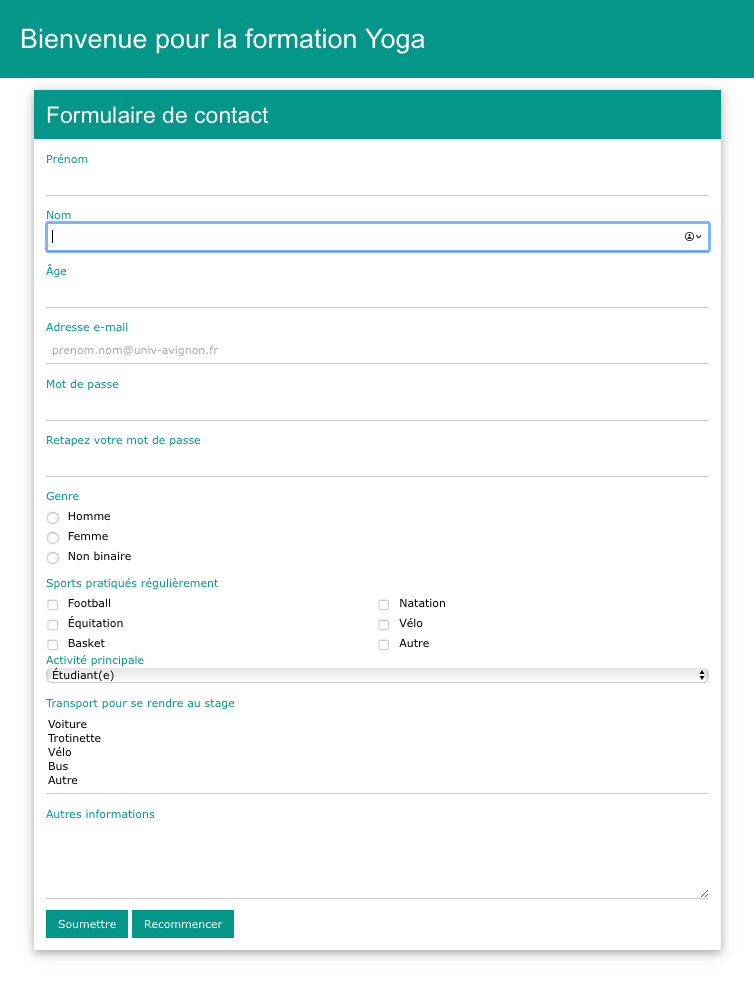 Bienvenue pour la formation Yoga
Formulaire de contact
Prénom
Nom
Âge
Adresse e-mail
prenom.nom@univ-avignon.fr
Mot de passe
Retapez votre mot de passe
Genre
Homme
Femme
Non binaire
Sports pratiqués régulièrement
Football Natation
Équitation Vélo
Basket Autre
Activité principale
Étudiant(e)
Transport pour se rendre au stage
Voiture
Trotinette
Vélo
Bus
Autre
Autres informations
Soumettre Recommencer